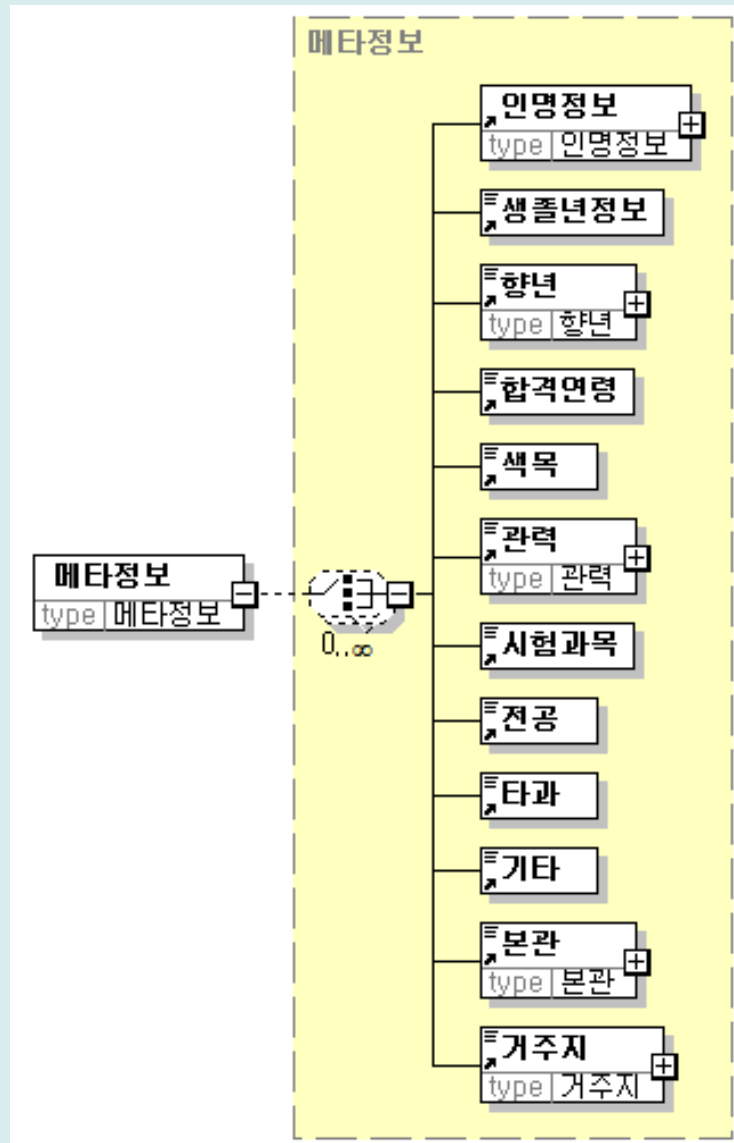 메타정보
인명정보
type 인명정보
생졸년정보
향년
type 향년
합격연령
색목
관력
type 관력
메타정보
type 메타정보
0..∞
시험과목
전공
타과
기타
본관
type 본관
거주지
type 거주지